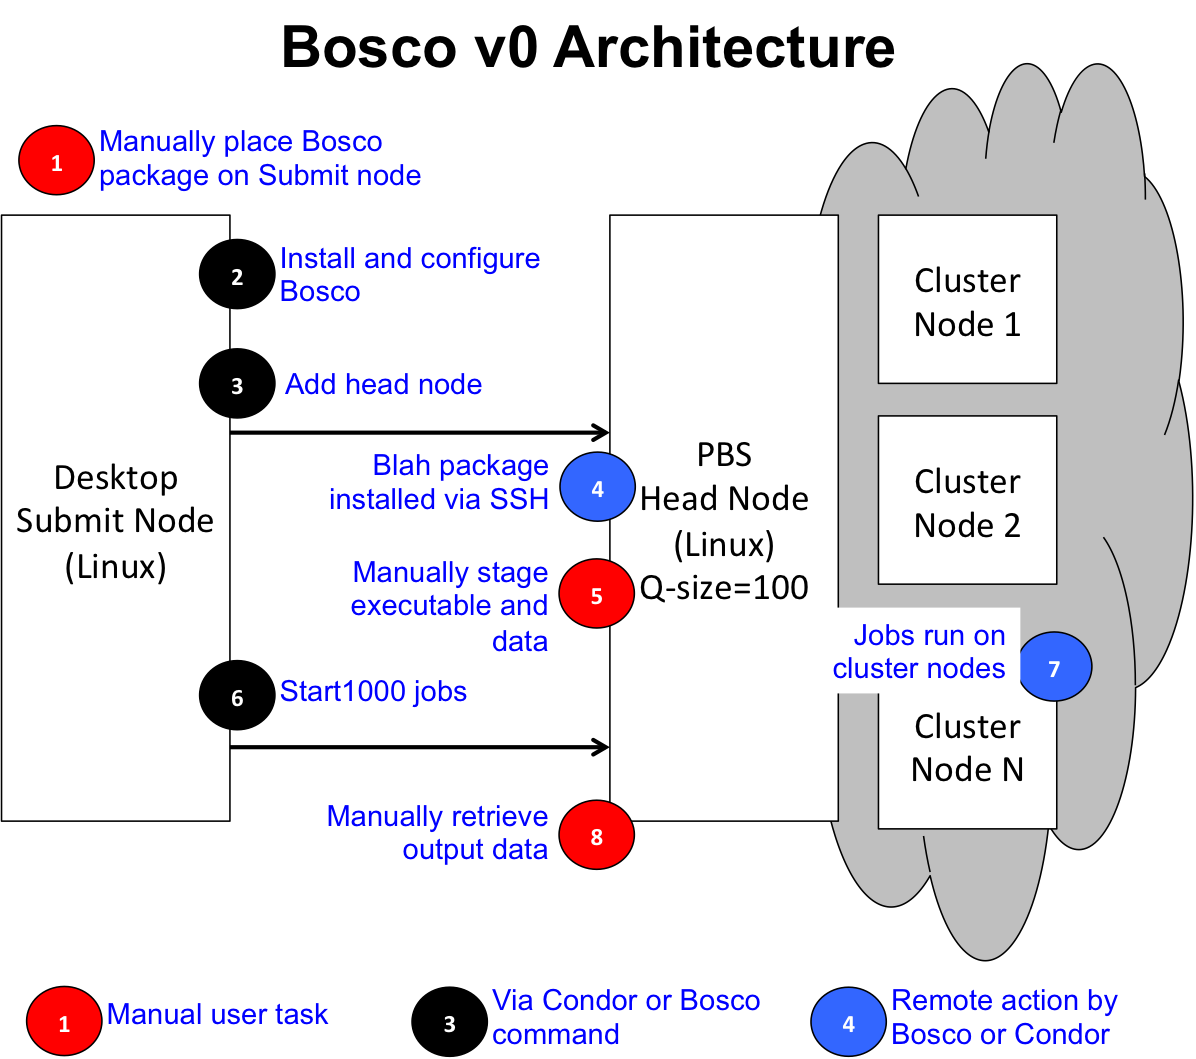 Bosco v0 Architecture
1
Manually place Bosco
package on Submit node
2
Install and configure
Bosco
3
Add head node
Desktop
Submit Node
(Linux)
Blah package
installed via SSH
4
Manually stage
executable and
data
5
6
Start1000 jobs
Manually retrieve
output data
8
PBS
Head Node
(Linux)
Q-size=100
Cluster
Node 1
Cluster
Node 2
Jobs run on
cluster nodes
7
Cluster
Node N
1
Manual user task
3
Via Condor or Bosco
command
4
Remote action by
Bosco or Condor